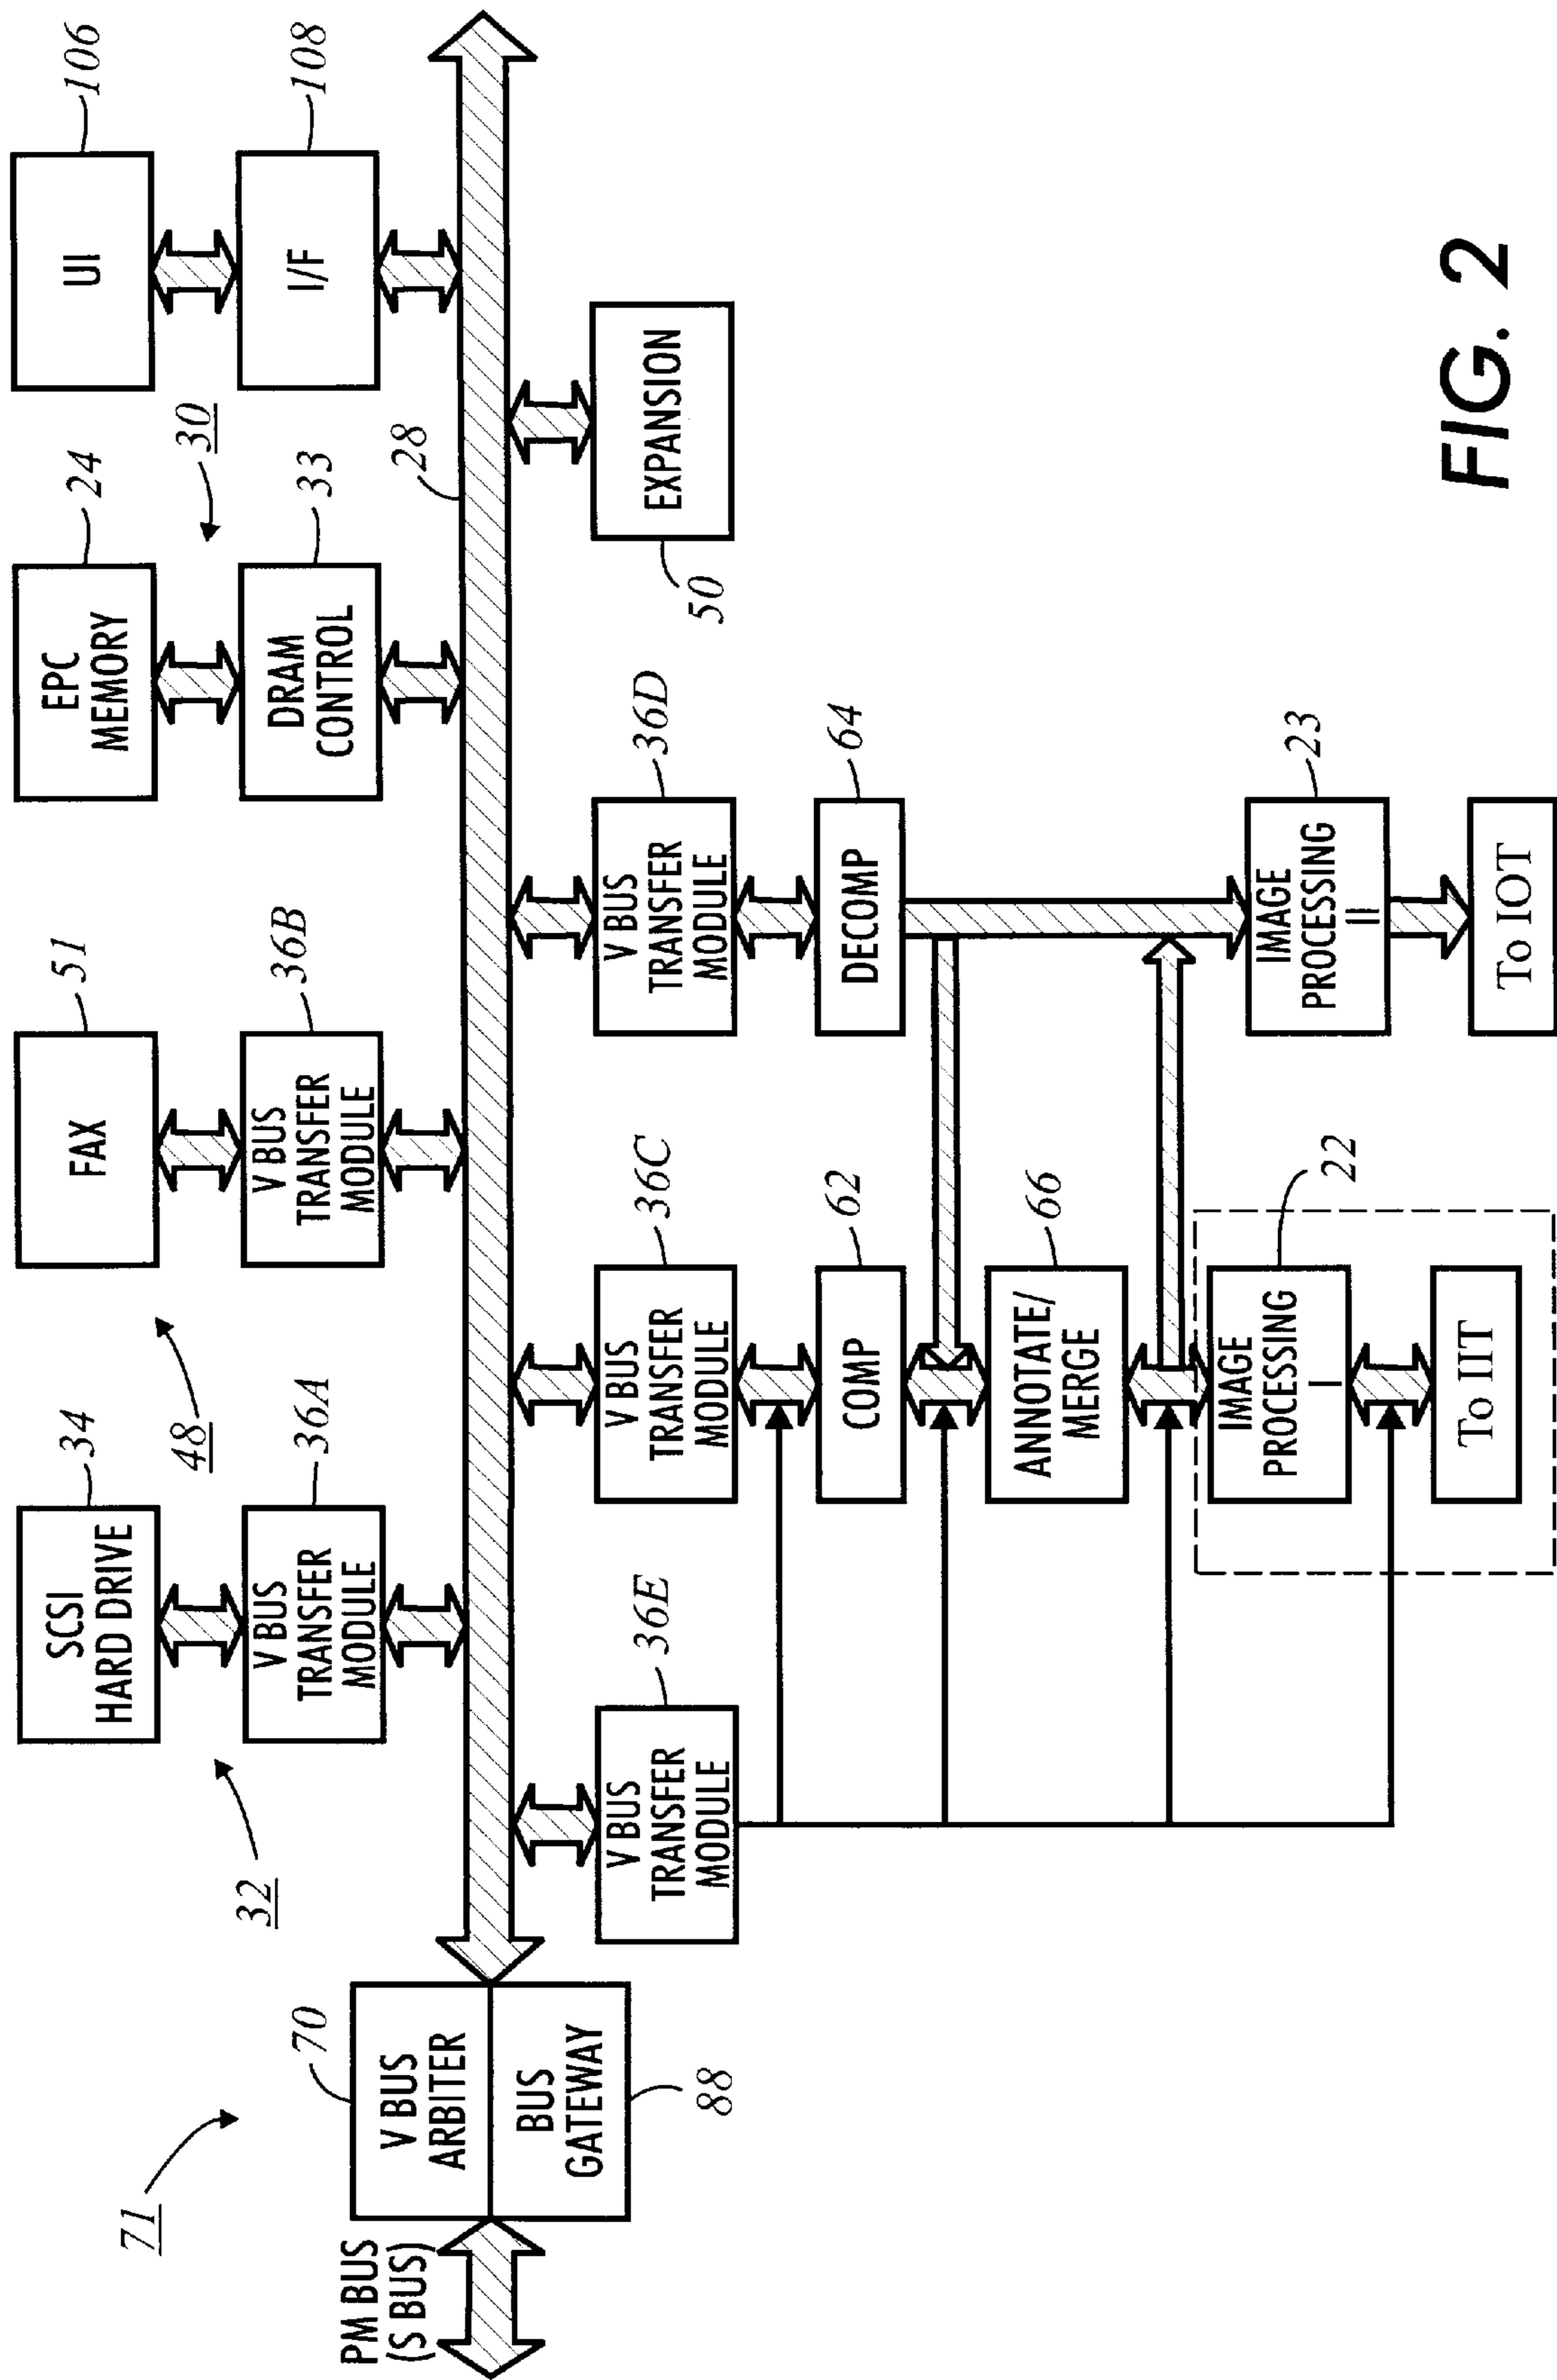 71
PM BUS
(S BUS)
70
V BUS
ARBITER
BUS
GATEWAY
88
32
SCSI
HARD DRIVE
34
V BUS
TRANSFER
MODULE
36A
48
FAX
51
V BUS
TRANSFER
MODULE
36B
EPC
MEMORY
24
30
DRAM
CONTROL
33
UI
106
I/F
108
28
V BUS
TRANSFER
MODULE
36E
V BUS
TRANSFER
MODULE
36C
V BUS
TRANSFER
MODULE
36D
EXPANSION
50
COMP
62
DECOMP
64
ANNOTATE/
MERGE
66
IMAGE
PROCESSING
I
22
IMAGE
PROCESSING
II
23
To IIT
To IOT
FIG. 2